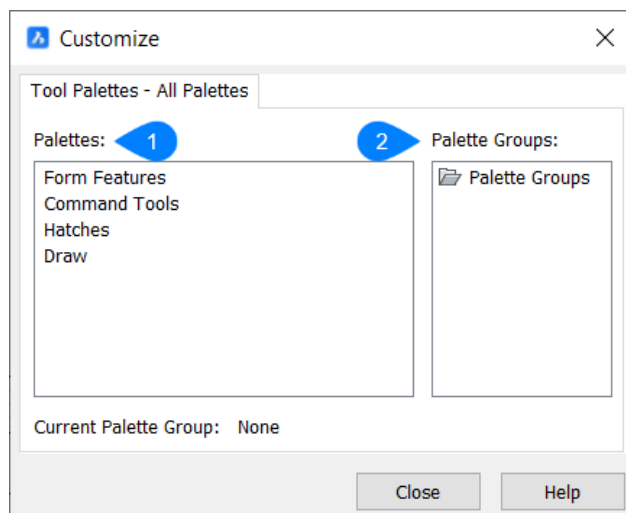 Customize
Tool Palettes - All Palettes
Palettes: 1 2 Palette Groups:
Form Features
Command Tools
Hatches
Draw
Palette Groups
Current Palette Group: None
Close Help